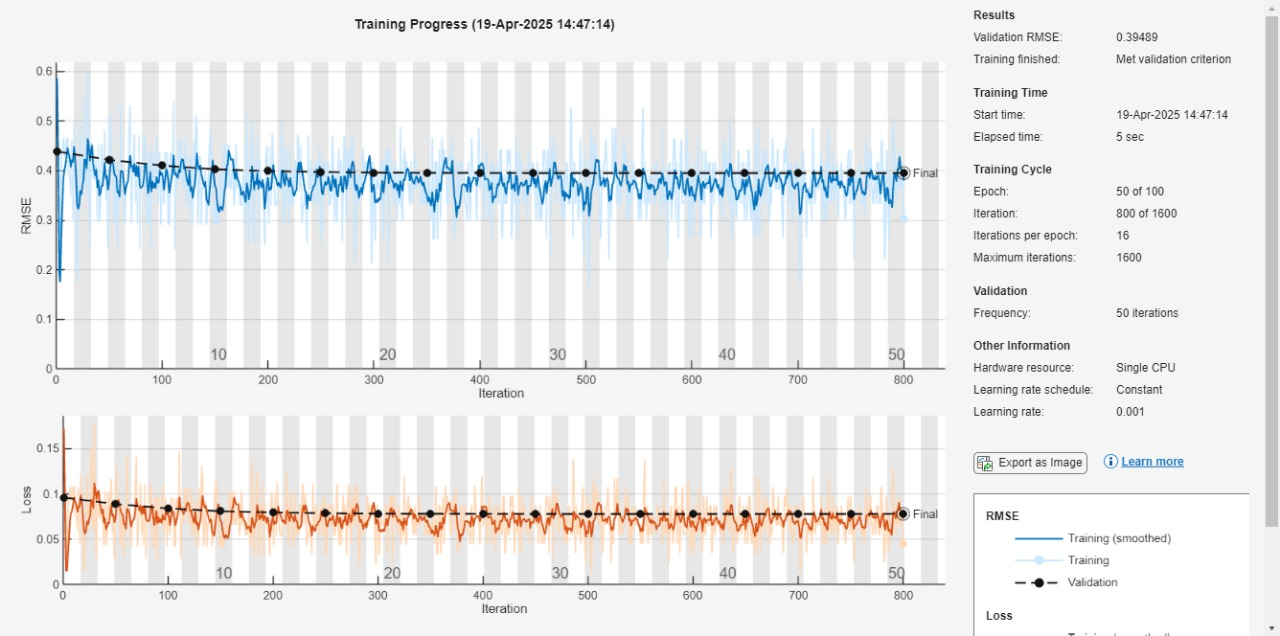 Training Progress (19-Apr-2025 14:47:14)
RMSE
0.6
0.5
0.4
0.3
0.2
0.1
0
Final
10 20 30 40 50
0 100 200 300 400 500 600 700 800
Iteration
Loss
0.15
0.1
0.05
0
Final
10 20 30 40 50
0 100 200 300 400 500 600 700 800
Iteration
Results
Validation RMSE: 0.39489
Training finished: Met validation criterion
Training Time
Start time: 19-Apr-2025 14:47:14
Elapsed time: 5 sec
Training Cycle
Epoch: 50 of 100
Iteration: 800 of 1600
Iterations per epoch: 16
Maximum iterations: 1600
Validation
Frequency: 50 iterations
Other Information
Hardware resource: Single CPU
Learning rate schedule: Constant
Learning rate: 0.001
Export as Image Learn more
RMSE
Training (smoothed)
Training
Validation
Loss